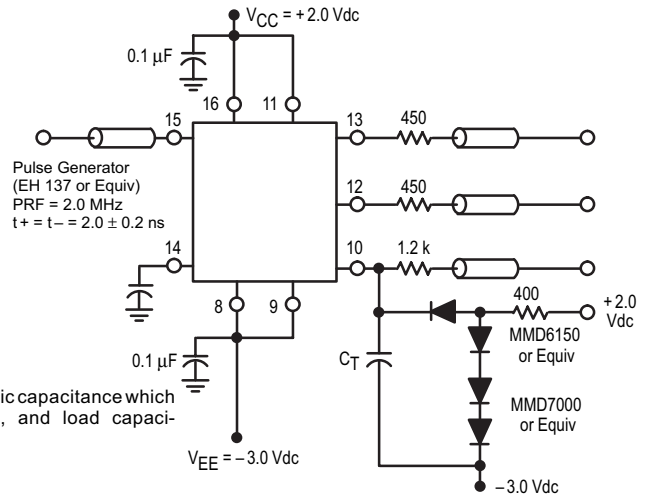 VCC = +2.0 Vdc
0.1 μF
16
11
15
13
450
Pulse Generator
(EH 137 or Equiv)
PRF = 2.0 MHz
t+ = t– = 2.0 ± 0.2 ns
12
450
14
10
1.2 k
8
9
400
+2.0
Vdc
MMD6150
or Equiv
0.1 μF
CT
MMD7000
or Equiv
ic capacitance which
, and load capaci-
VEE = –3.0 Vdc
–3.0 Vdc